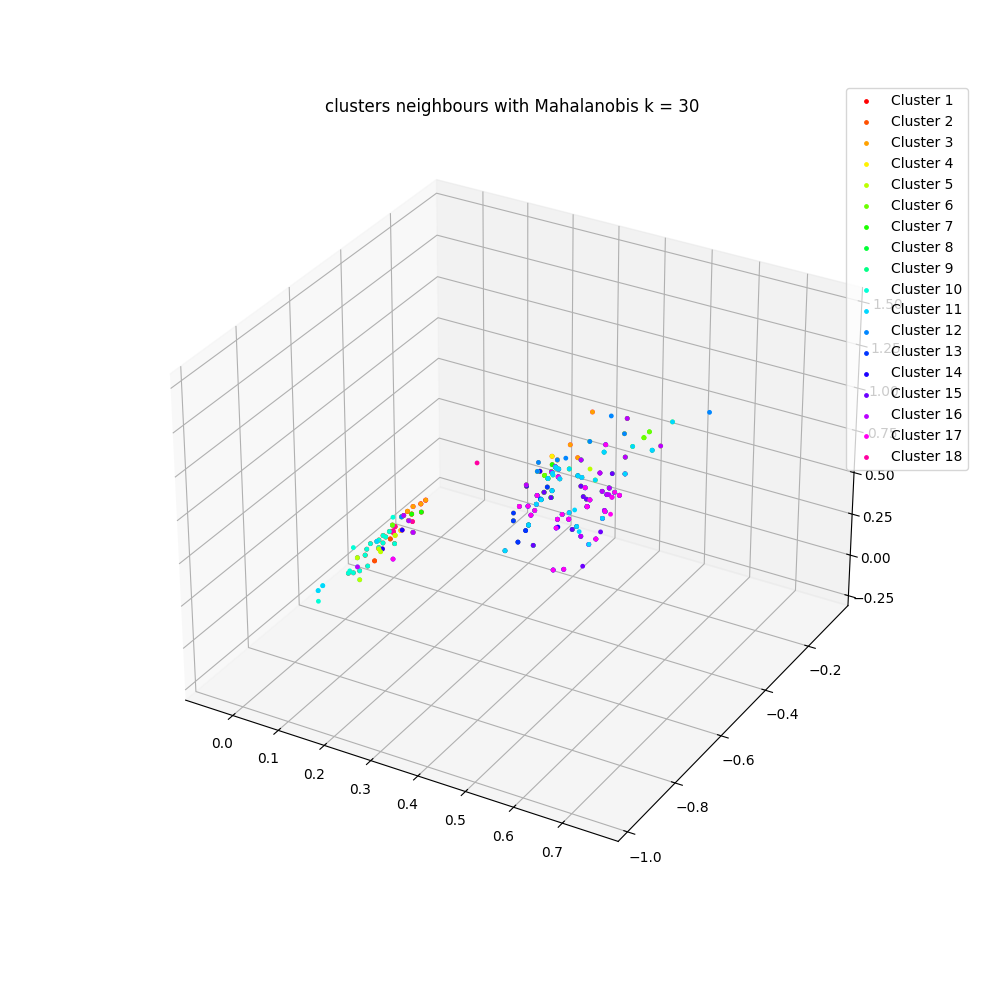 clusters neighbours with Mahalanobis k = 30
Cluster 1
Cluster 2
Cluster 3
Cluster 4
Cluster 5
Cluster 6
Cluster 7
Cluster 8
Cluster 9
Cluster 10
Cluster 11
Cluster 12
Cluster 13
Cluster 14
Cluster 15
Cluster 16
Cluster 17
Cluster 18
1.50
1.25
1.00
0.75
0.50
0.25
0.00
−0.25
−0.2
−0.4
−0.6
−0.8
−1.0
0.0
0.1
0.2
0.3
0.4
0.5
0.6
0.7